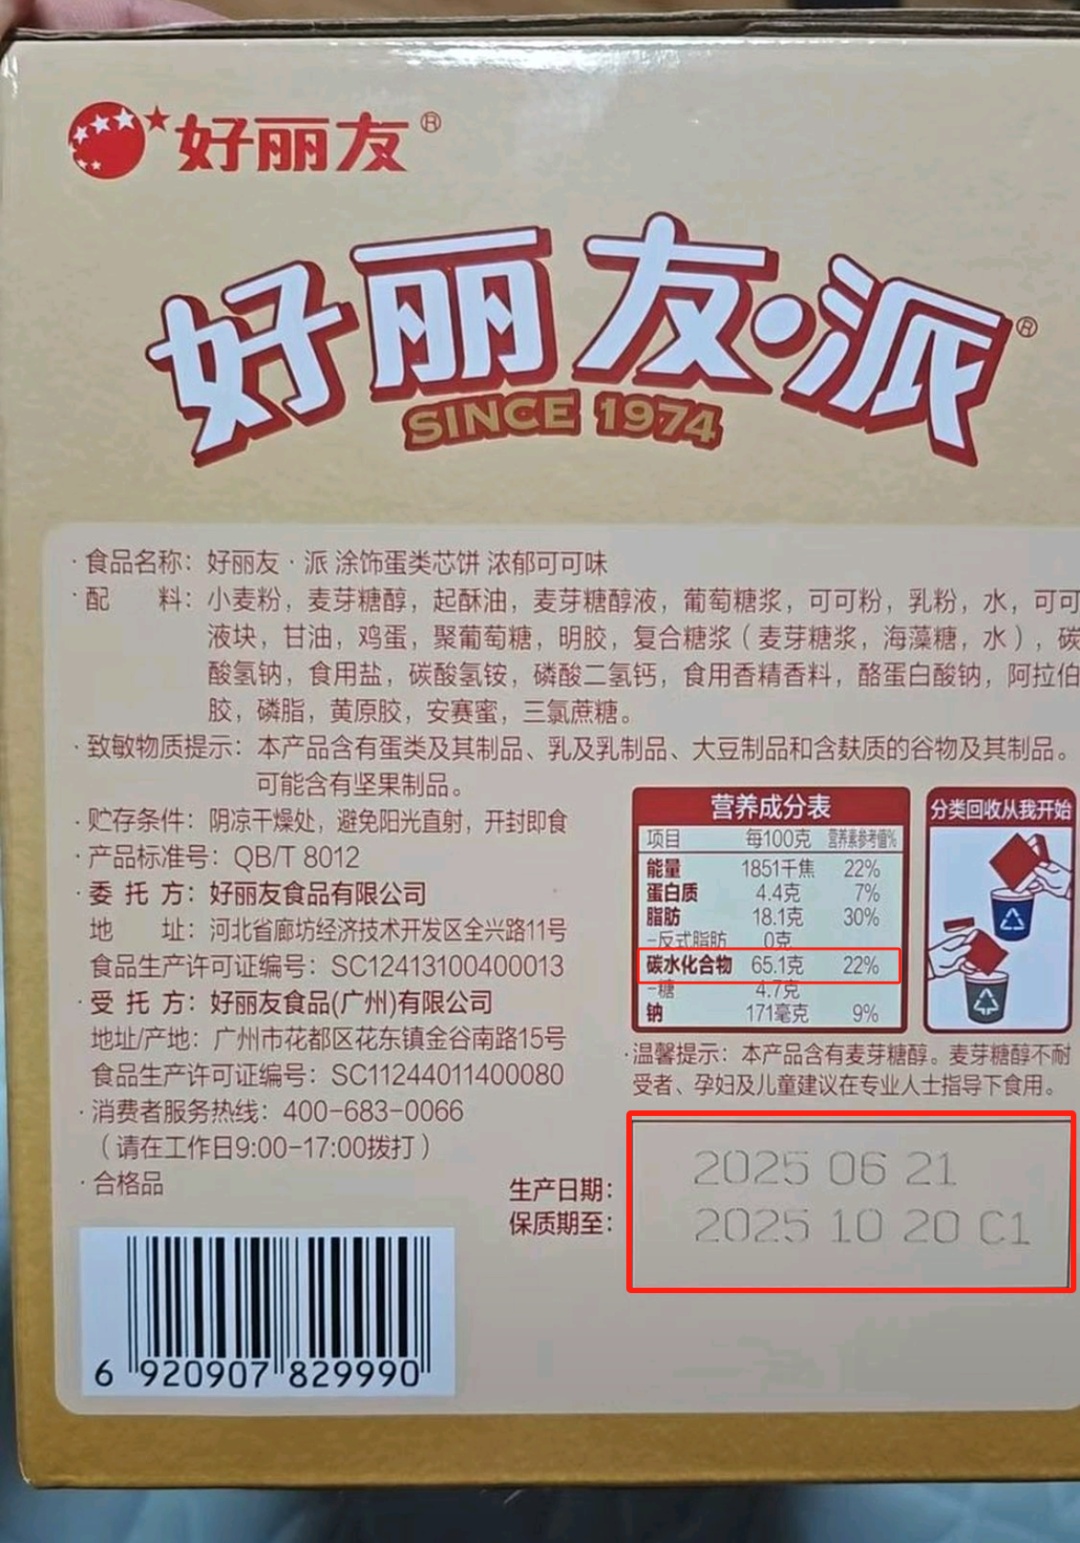 好丽友®
好丽友·派®
SINCE 1974
·食品名称：好丽友·派 涂饰蛋类芯饼 浓郁可可味
·配　　料：小麦粉，麦芽糖醇，起酥油，麦芽糖醇液，葡萄糖浆，可可粉，乳粉，水，可可
液块，甘油，鸡蛋，聚葡萄糖，明胶，复合糖浆（麦芽糖浆，海藻糖，水），碳
酸氢钠，食用盐，碳酸氢铵，磷酸二氢钙，食用香精香料，酪蛋白酸钠，阿拉伯
胶，磷脂，黄原胶，安赛蜜，三氯蔗糖。
·致敏物质提示：本产品含有蛋类及其制品、乳及乳制品、大豆制品和含麸质的谷物及其制品。
可能含有坚果制品。
·贮存条件：阴凉干燥处，避免阳光直射，开封即食
·产品标准号：QB/T 8012
·委 托 方：好丽友食品有限公司
地　　址：河北省廊坊经济技术开发区全兴路11号
食品生产许可证编号：SC12413100400013
·受 托 方：好丽友食品(广州)有限公司
地址/产地：广州市花都区花东镇金谷南路15号
食品生产许可证编号：SC11244011400080
·消费者服务热线：400-683-0066
（请在工作日9:00-17:00拨打）
·合格品
营养成分表
项目 每100克 营养素参考值%
能量 1851千焦 22%
蛋白质 4.4克 7%
脂肪 18.1克 30%
-反式脂肪 0克
碳水化合物 65.1克 22%
-糖 4.7克
钠 171毫克 9%
分类回收从我开始
·温馨提示：本产品含有麦芽糖醇。麦芽糖醇不耐
受者、孕妇及儿童建议在专业人士指导下食用。
生产日期：2025 06 21
保质期至：2025 10 20 C1
6 920907 829990